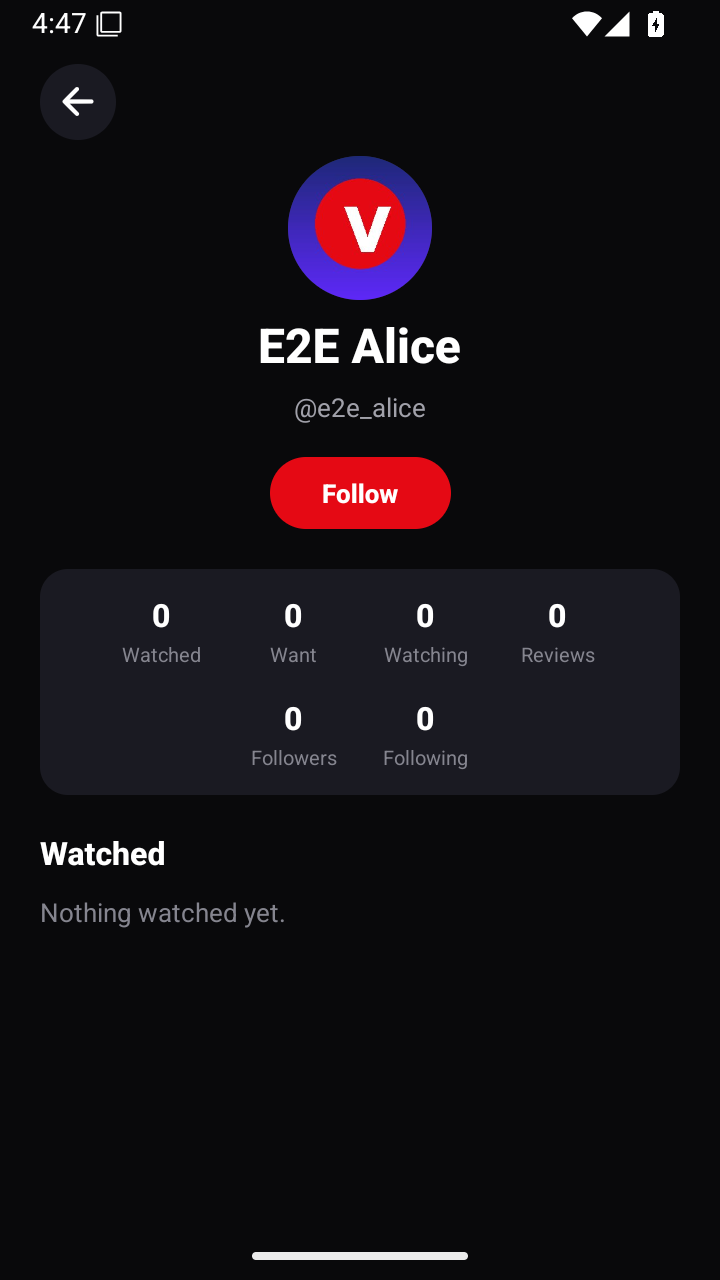 4:47
V
E2E Alice
@e2e_alice
Follow
0 0 0 0
Watched Want Watching Reviews
0 0
Followers Following
Watched
Nothing watched yet.